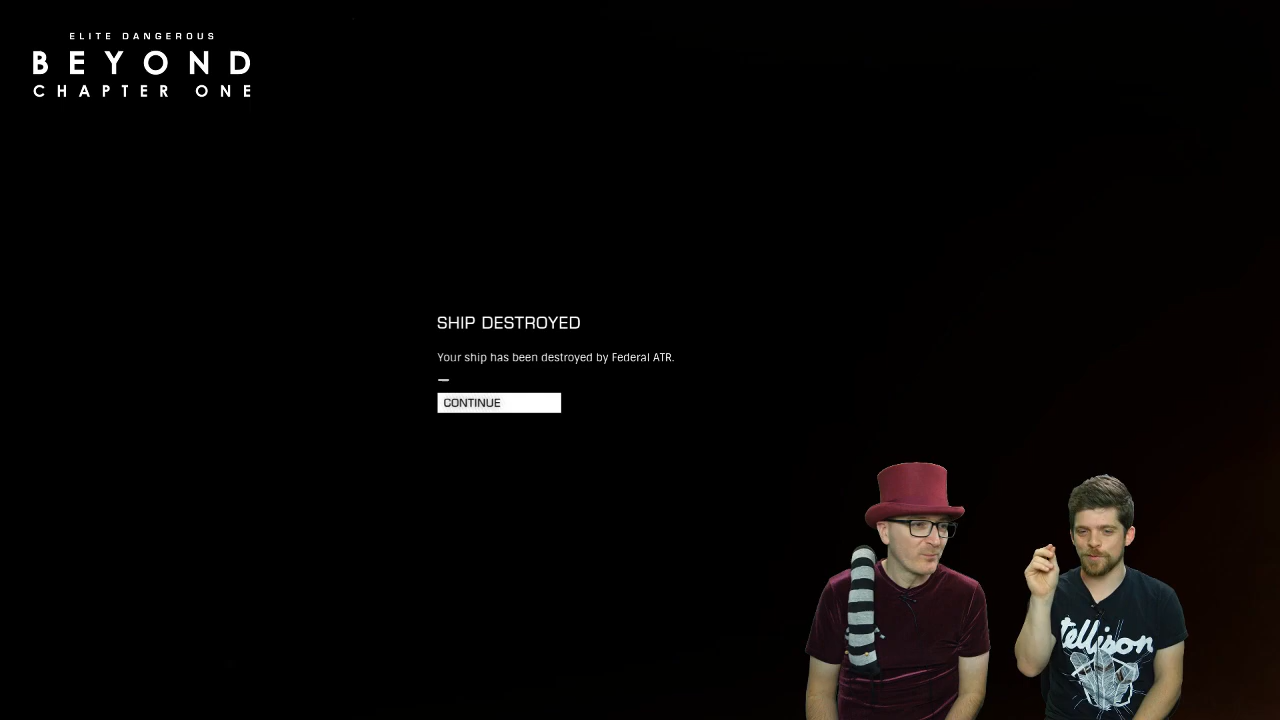 ELITE DANGEROUS
BEYOND
CHAPTER ONE
SHIP DESTROYED
Your ship has been destroyed by Federal ATR.
CONTINUE
tellison